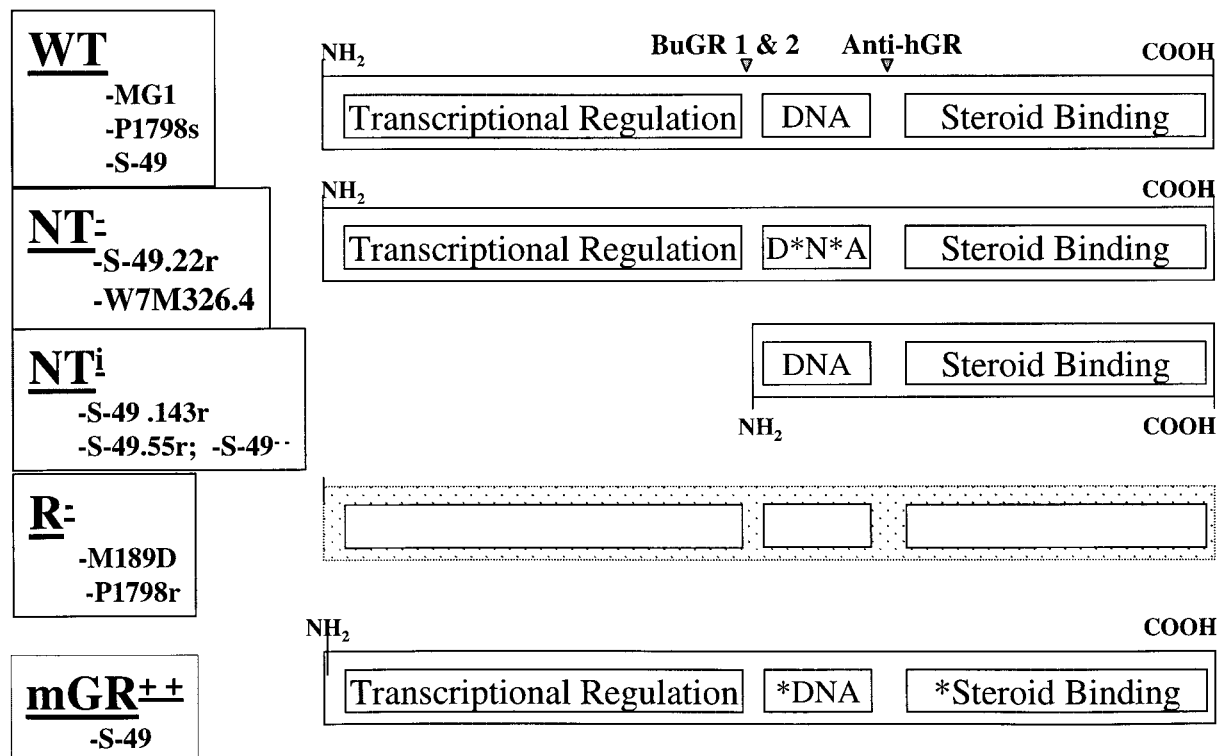 WT
-MG1
-P1798s
-S-49
NH₂ BuGR 1 & 2 Anti-hGR COOH
Transcriptional Regulation DNA Steroid Binding
NT⁻
-S-49.22r
-W7M326.4
NH₂ COOH
Transcriptional Regulation D*N*A Steroid Binding
NTⁱ
-S-49 .143r
-S-49.55r; -S-49⁻⁻
DNA Steroid Binding
NH₂ COOH
R⁻
-M189D
-P1798r
mGR⁺⁺
-S-49
NH₂ COOH
Transcriptional Regulation *DNA *Steroid Binding